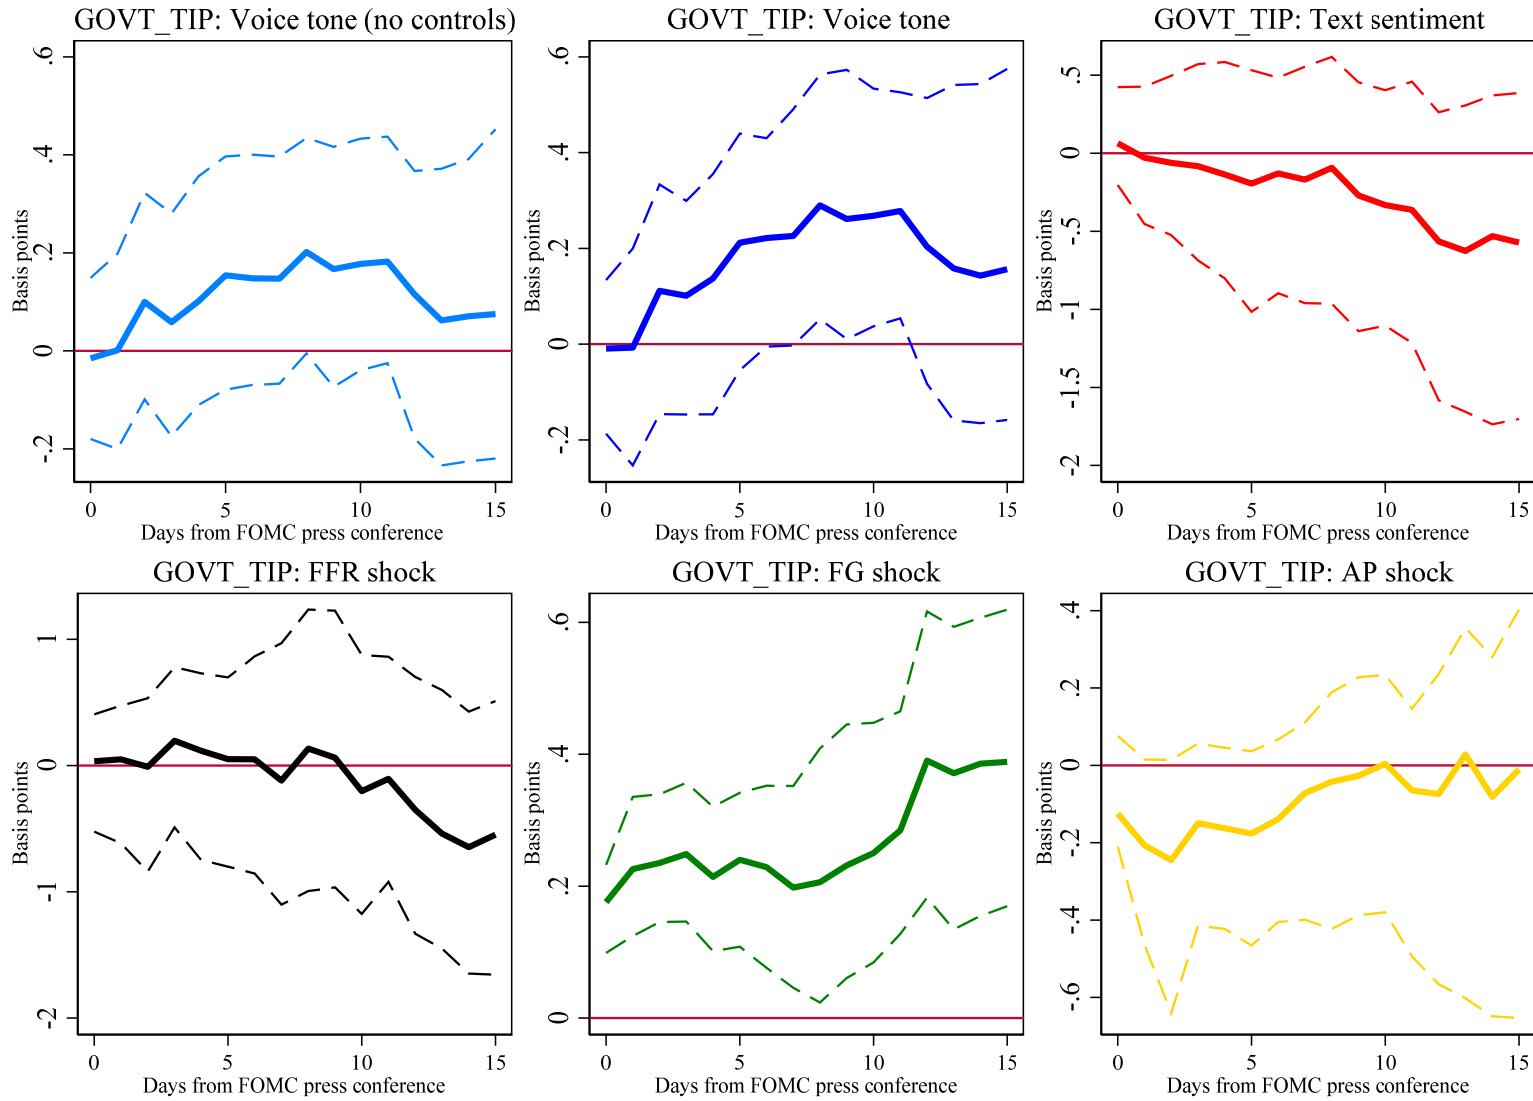 GOVT_TIP: Voice tone (no controls)
Basis points
.6
.4
.2
0
-.2
0 5 10 15
Days from FOMC press conference
GOVT_TIP: Voice tone
Basis points
.6
.4
.2
0
-.2
0 5 10 15
Days from FOMC press conference
GOVT_TIP: Text sentiment
Basis points
.5
0
-.5
-1
-1.5
-2
0 5 10 15
Days from FOMC press conference
GOVT_TIP: FFR shock
Basis points
1
0
-1
-2
0 5 10 15
Days from FOMC press conference
GOVT_TIP: FG shock
Basis points
.6
.4
.2
0
0 5 10 15
Days from FOMC press conference
GOVT_TIP: AP shock
Basis points
.4
.2
0
-.2
-.4
-.6
0 5 10 15
Days from FOMC press conference